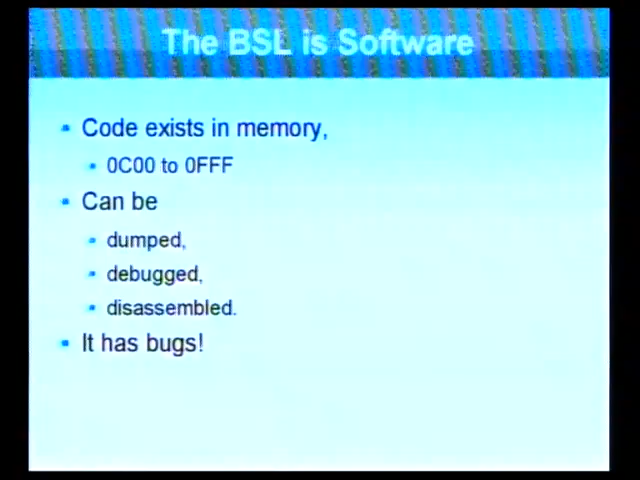 The BSL is Software
Code exists in memory,
0C00 to 0FFF
Can be
dumped,
debugged,
disassembled.
It has bugs!